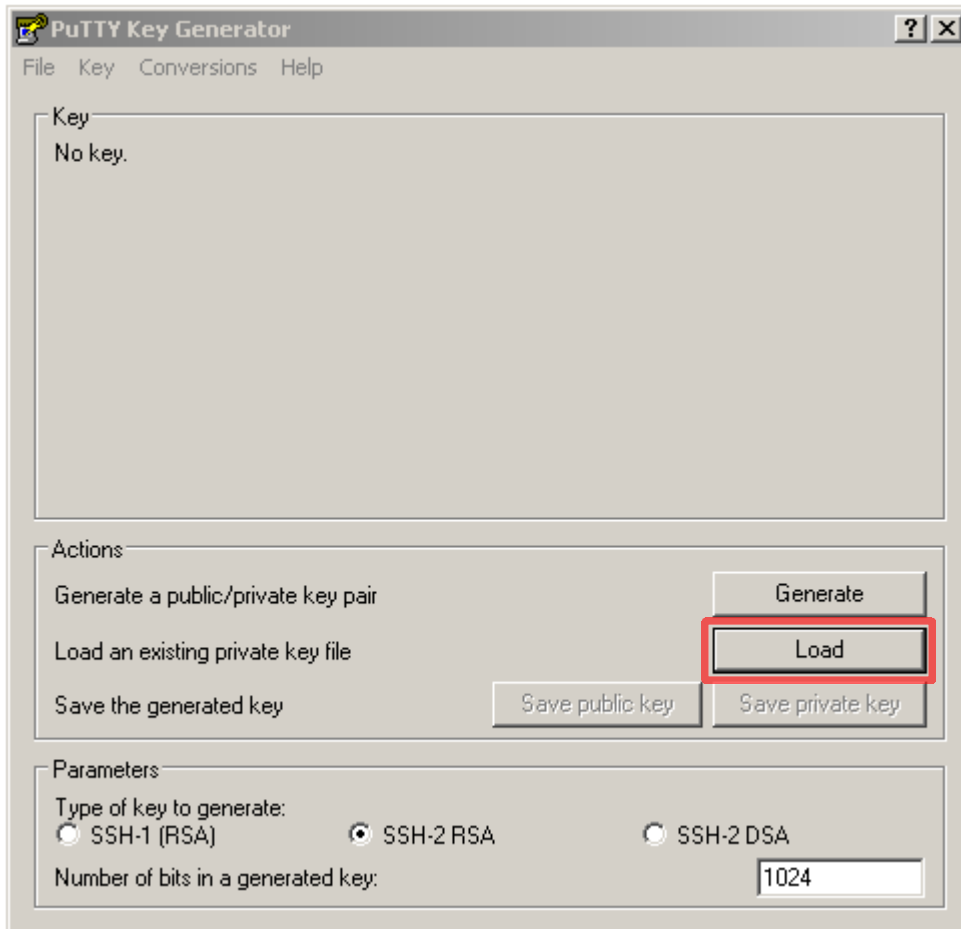 PuTTY Key Generator
File Key Conversions Help
Key
No key.
Actions
Generate a public/private key pair Generate
Load an existing private key file Load
Save the generated key Save public key Save private key
Parameters
Type of key to generate:
SSH-1 (RSA) SSH-2 RSA SSH-2 DSA
Number of bits in a generated key: 1024